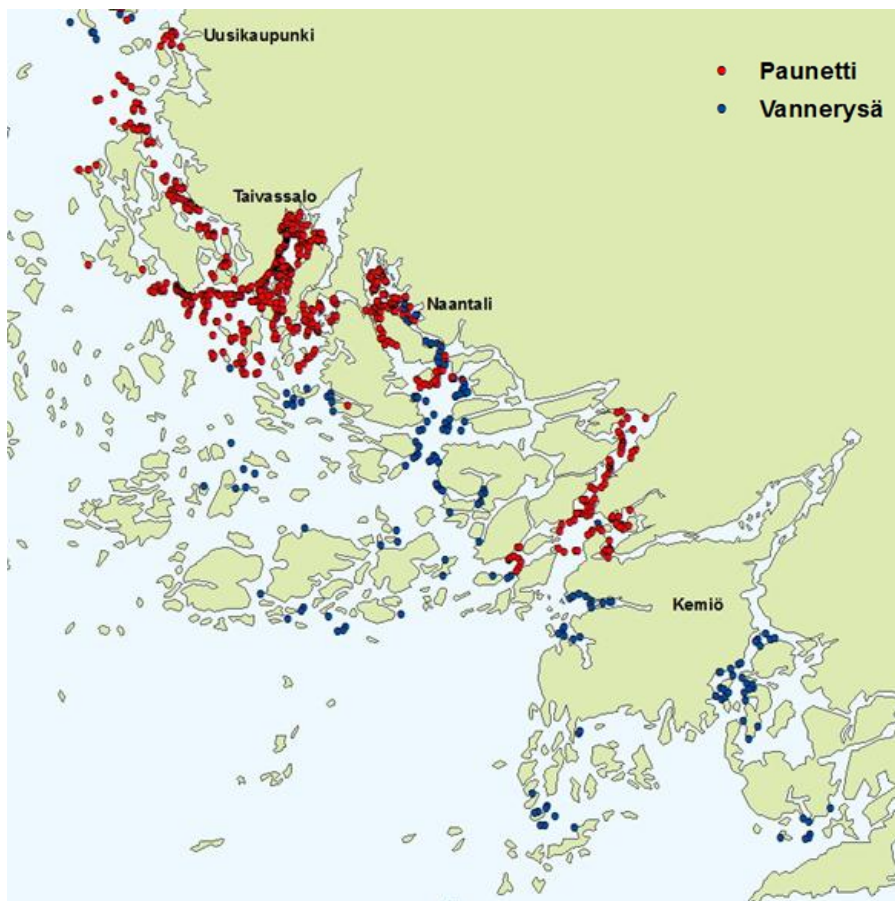 Uusikaupunki
Paunetti
Vannerysä
Taivassalo
Naantali
Kemiö